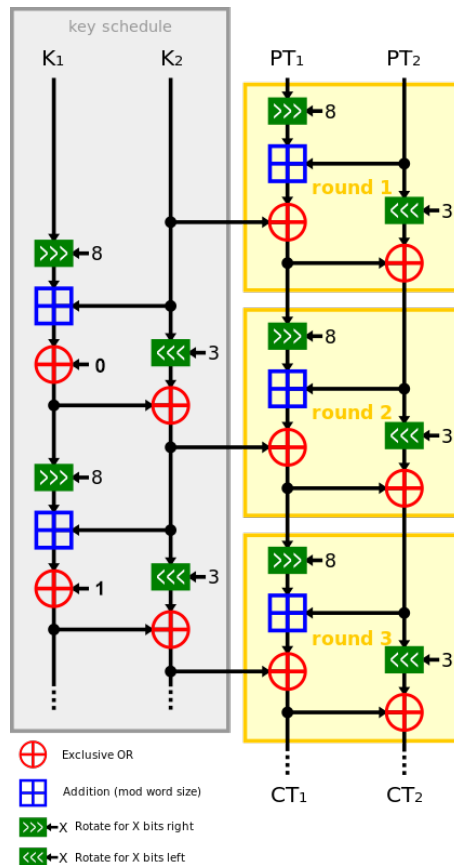 key schedule
K₁ K₂ PT₁ PT₂
>>> 8
round 1
<<< 3
>>> 8
<<< 3
0
>>> 8
round 2
<<< 3
>>> 8
1
<<< 3
>>> 8
round 3
<<< 3
CT₁ CT₂
Exclusive OR
Addition (mod word size)
>>> X Rotate for X bits right
<<< X Rotate for X bits left